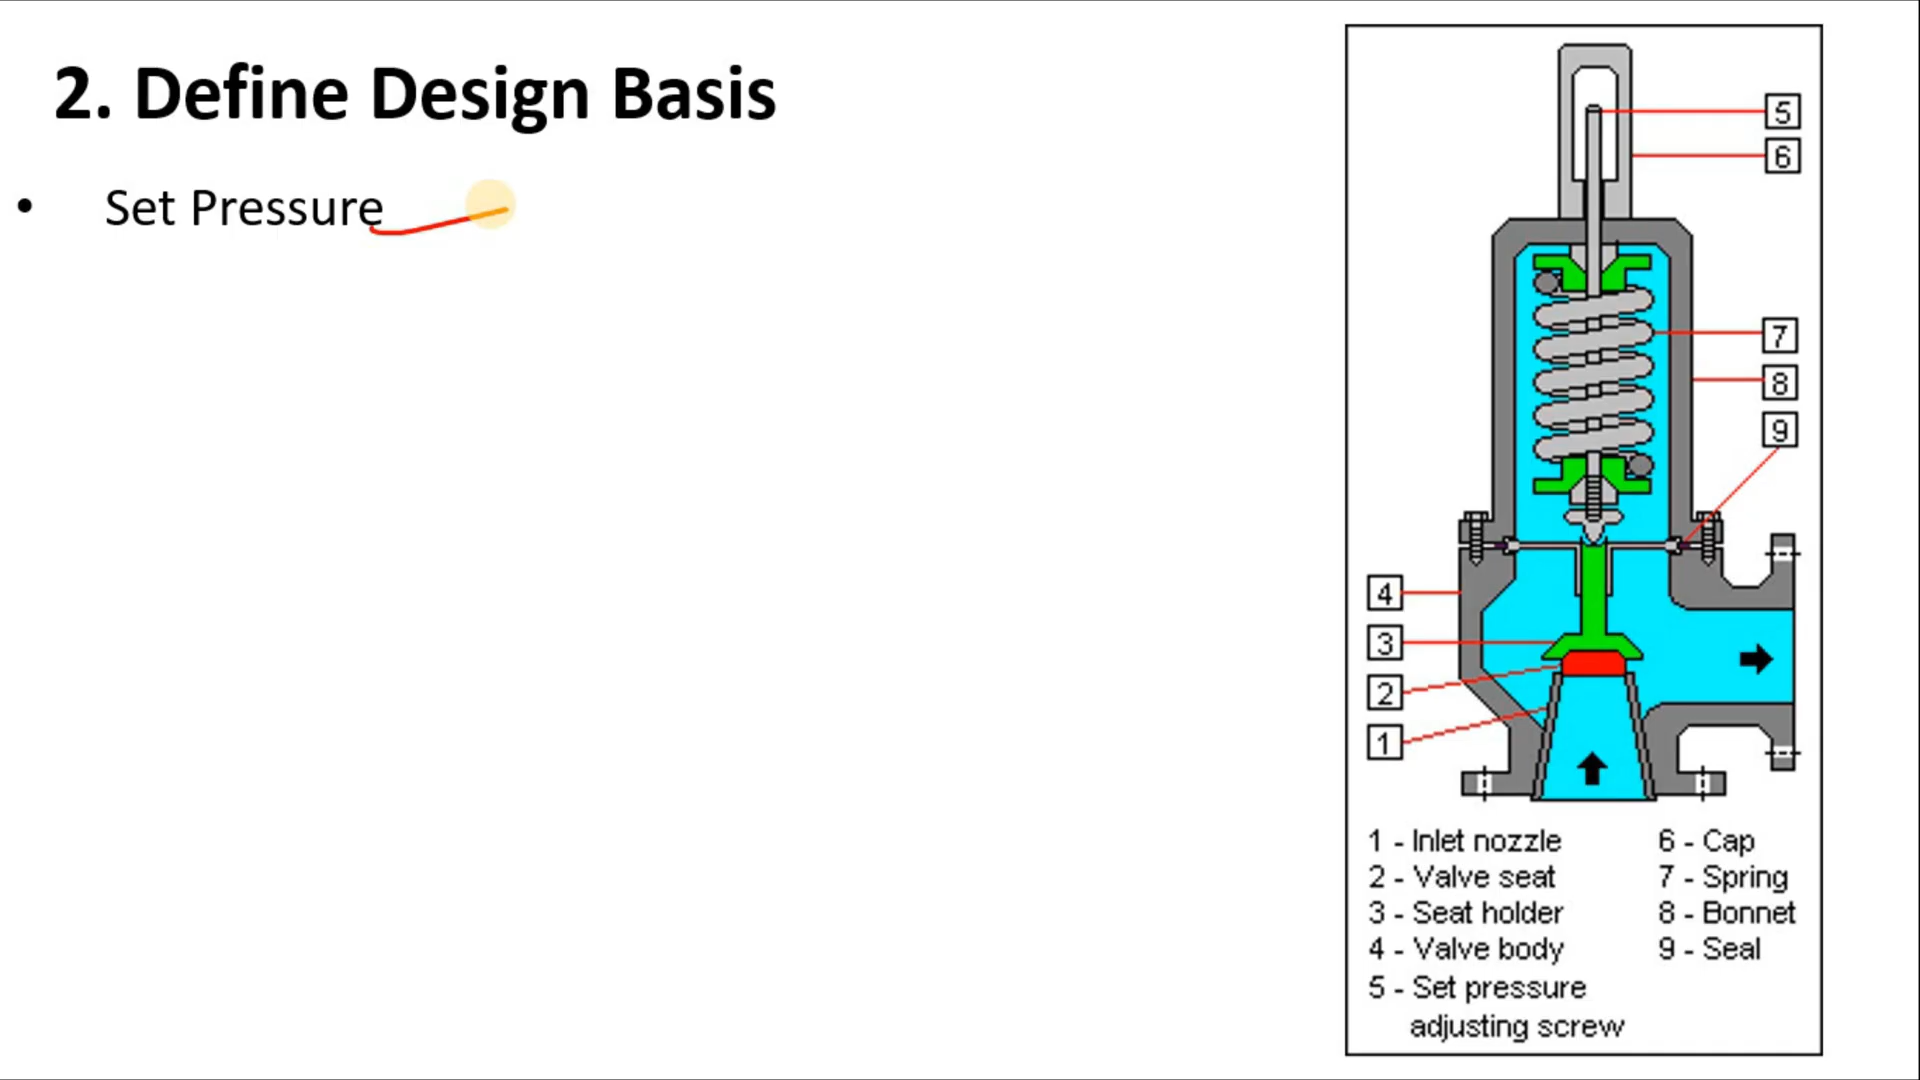 2. Define Design Basis
• Set Pressure
5
6
7
8
9
4
3
2
1
1 - Inlet nozzle
2 - Valve seat
3 - Seat holder
4 - Valve body
5 - Set pressure
adjusting screw
6 - Cap
7 - Spring
8 - Bonnet
9 - Seal